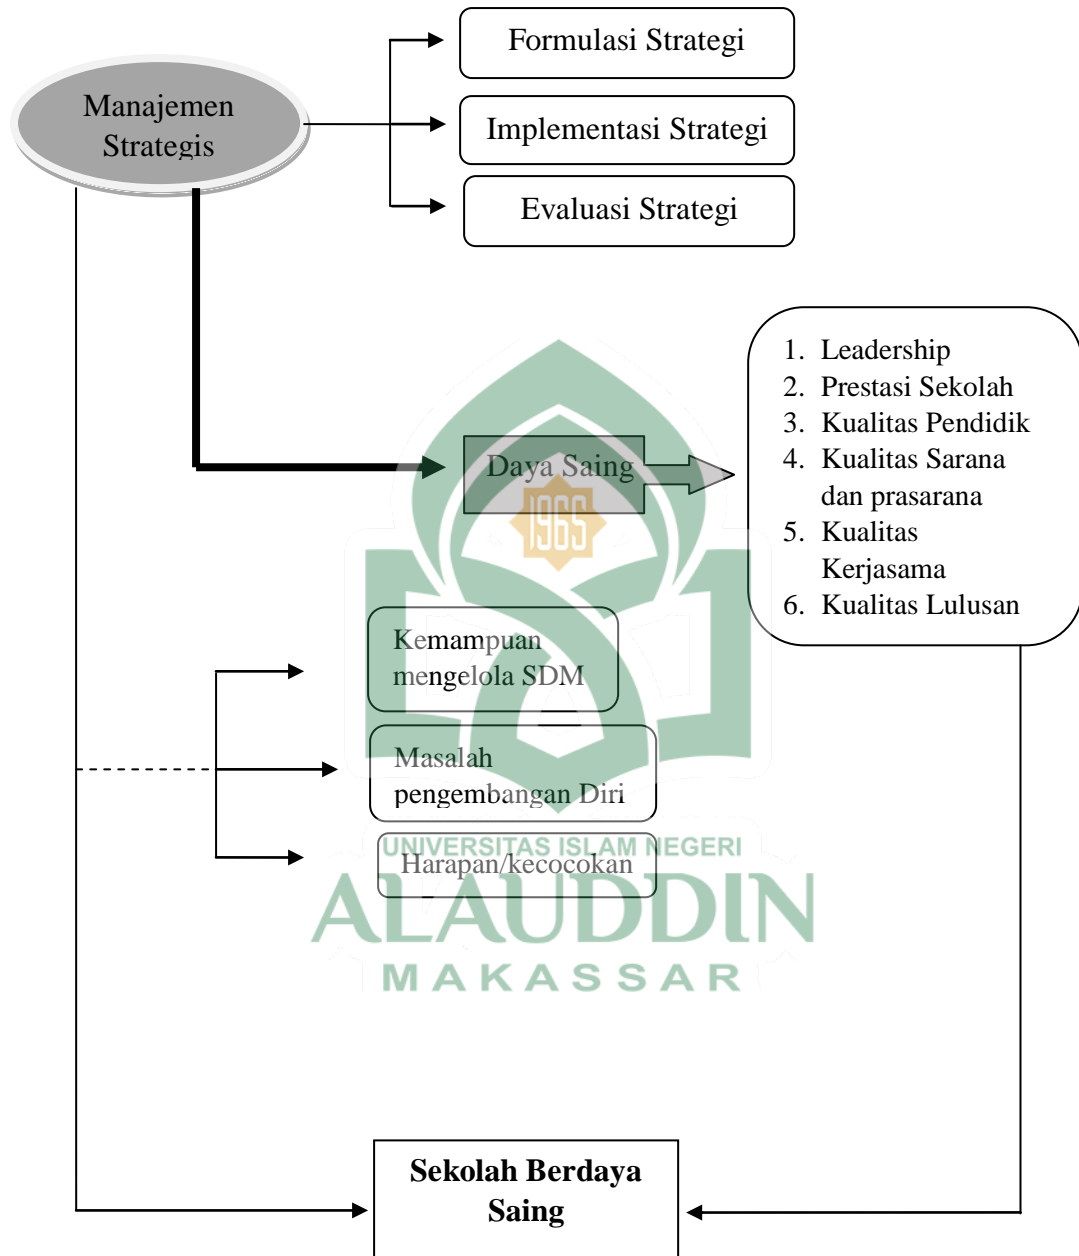 Formulasi Strategi
Manajemen
Strategis
Implementasi Strategi
Evaluasi Strategi
1. Leadership
2. Prestasi Sekolah
3. Kualitas Pendidik
4. Kualitas Sarana
dan prasarana
5. Kualitas
Kerjasama
6. Kualitas Lulusan
Daya Saing
1965
Kemampuan
mengelola SDM
Masalah
pengembangan Diri
UNIVERSITAS ISLAM NEGERI
Harapan/kecocokan
ALAUDDIN
MAKASSAR
Sekolah Berdaya
Saing